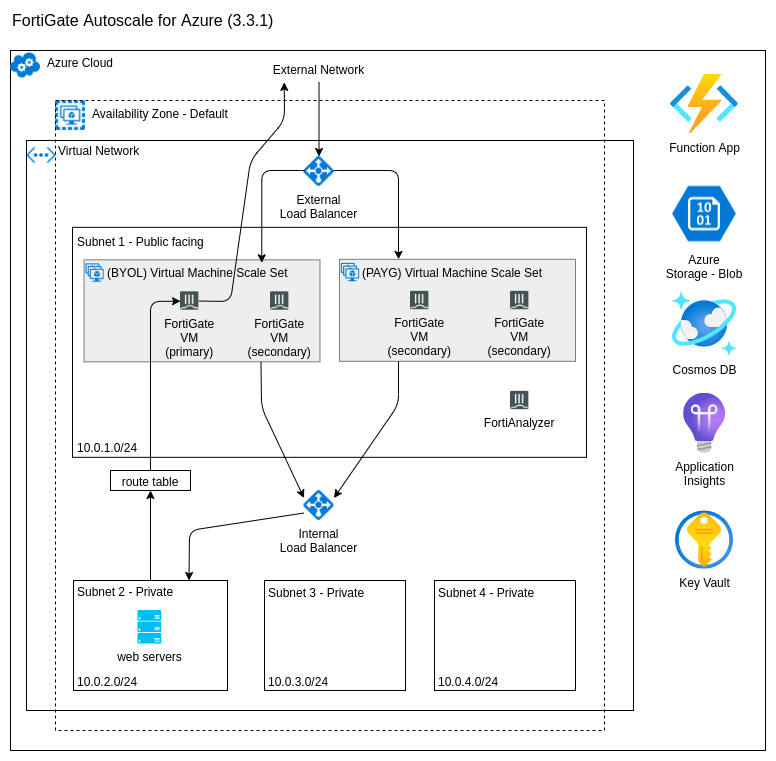 FortiGate Autoscale for Azure (3.3.1)
Azure Cloud
External Network
Availability Zone - Default
Virtual Network
External
Load Balancer
Subnet 1 - Public facing
(BYOL) Virtual Machine Scale Set
FortiGate
VM
(primary)
FortiGate
VM
(secondary)
(PAYG) Virtual Machine Scale Set
FortiGate
VM
(secondary)
FortiGate
VM
(secondary)
FortiAnalyzer
10.0.1.0/24
route table
Internal
Load Balancer
Subnet 2 - Private
web servers
10.0.2.0/24
Subnet 3 - Private
10.0.3.0/24
Subnet 4 - Private
10.0.4.0/24
Function App
10
01
Azure
Storage - Blob
Cosmos DB
Application
Insights
Key Vault